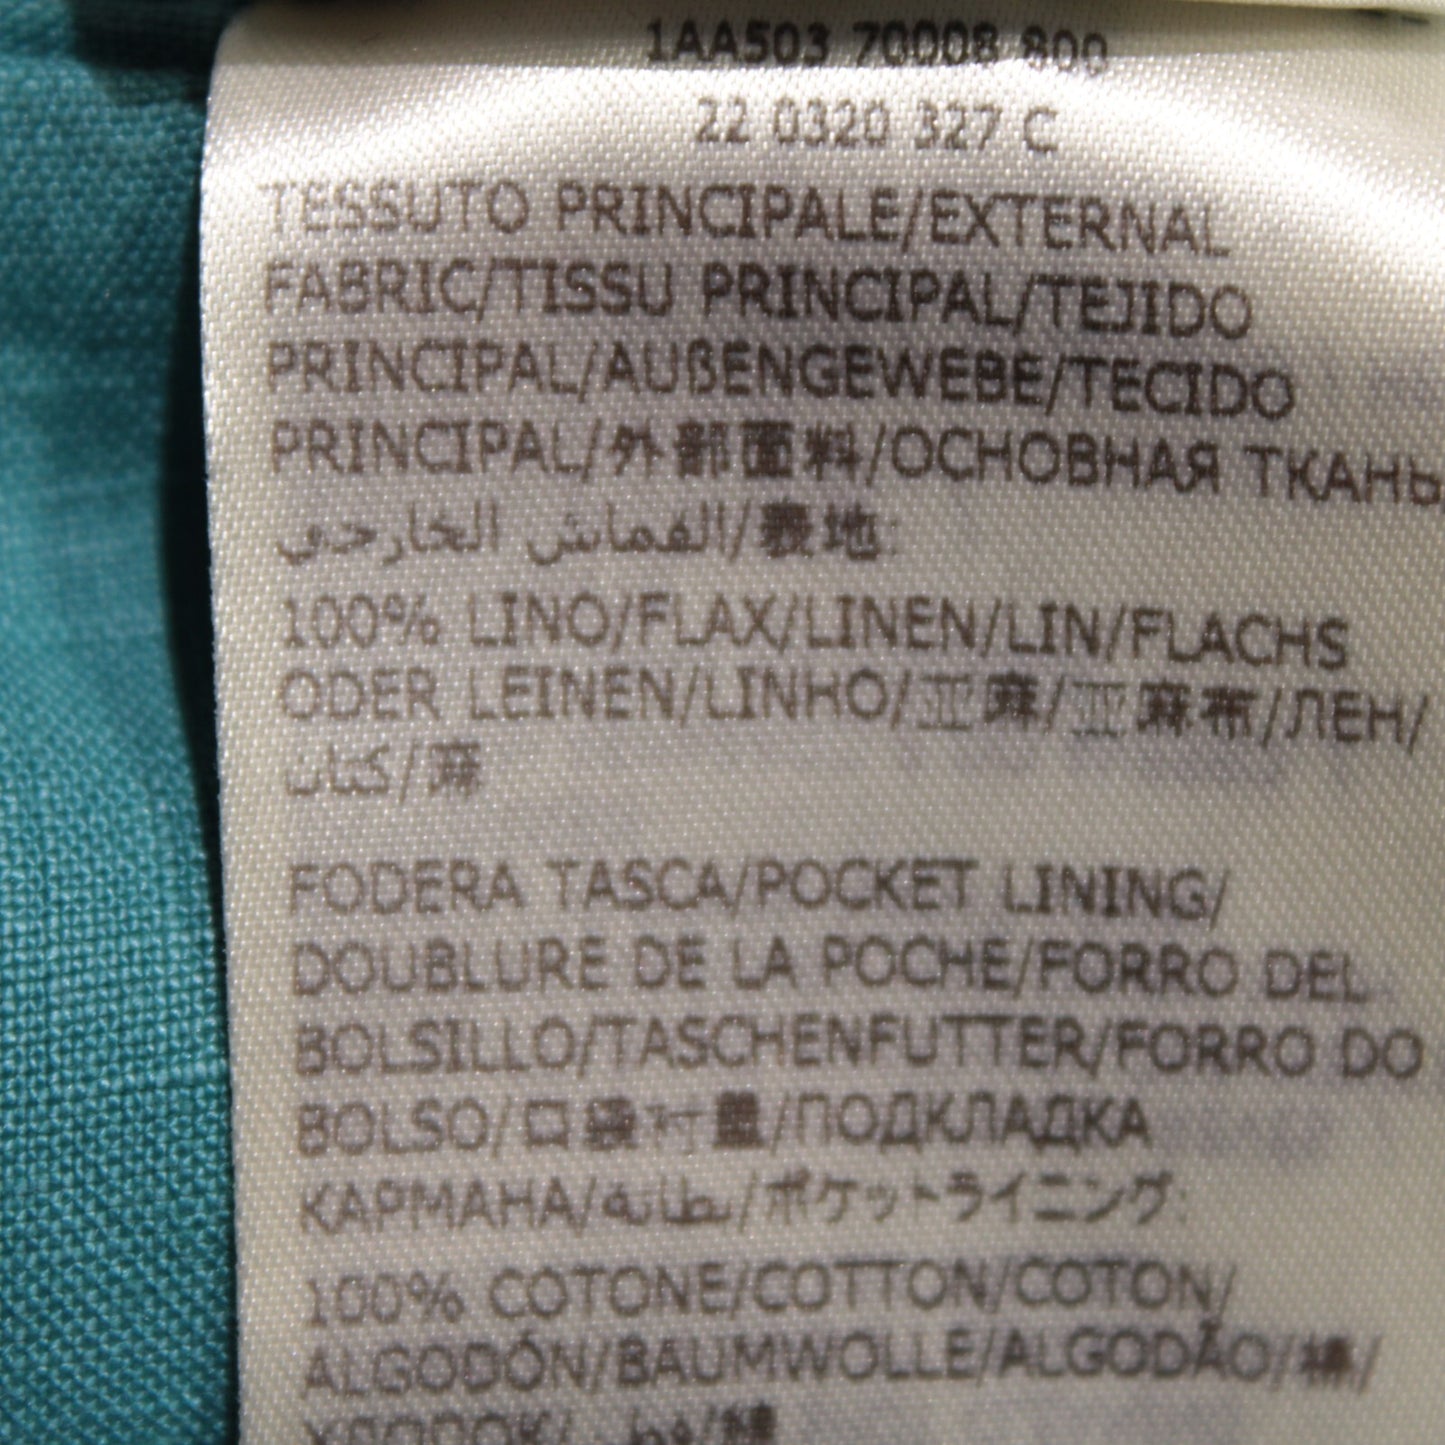 1AA503 70008 800
22 0320 327 C
TESSUTO PRINCIPALE/EXTERNAL
FABRIC/TISSU PRINCIPAL/TEJIDO
PRINCIPAL/AUßENGEWEBE/TECIDO
PRINCIPAL/外部面料/ОСНОВНАЯ ТКАНЬ
القماش الخارجي/表地:
100% LINO/FLAX/LINEN/LIN/FLACHS
ODER LEINEN/LINHO/亚麻/亚麻布/ЛЕН/
كتان/麻
FODERA TASCA/POCKET LINING/
DOUBLURE DE LA POCHE/FORRO DEL
BOLSILLO/TASCHENFUTTER/FORRO DO
BOLSO/口袋衬里/ПОДКЛАДКА
КАРМАНА/بطانة/ポケットライニング:
100% COTONE/COTTON/COTON/
ALGODÓN/BAUMWOLLE/ALGODÃO/棉/
ХЛОПОК/قطن/綿